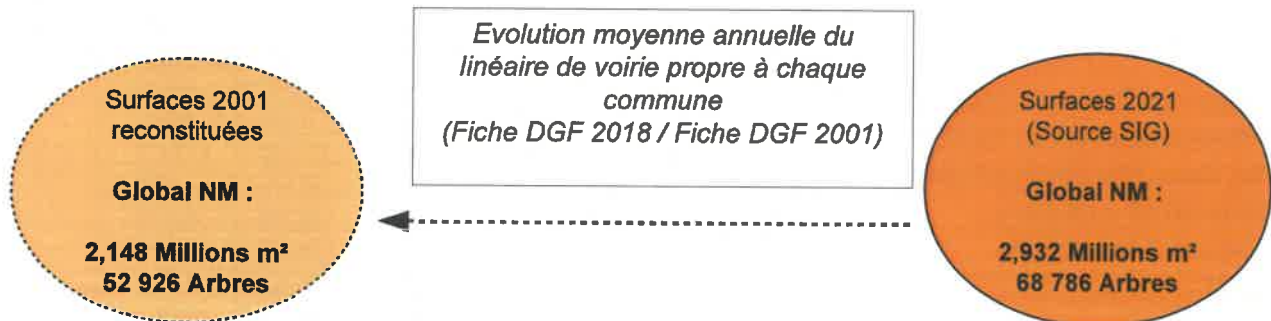 Evolution moyenne annuelle du
linéaire de voirie propre à chaque
commune
(Fiche DGF 2018 / Fiche DGF 2001)
Surfaces 2001
reconstituées
Global NM :
2,148 Millions m²
52 926 Arbres
Surfaces 2021
(Source SIG)
Global NM :
2,932 Millions m²
68 786 Arbres